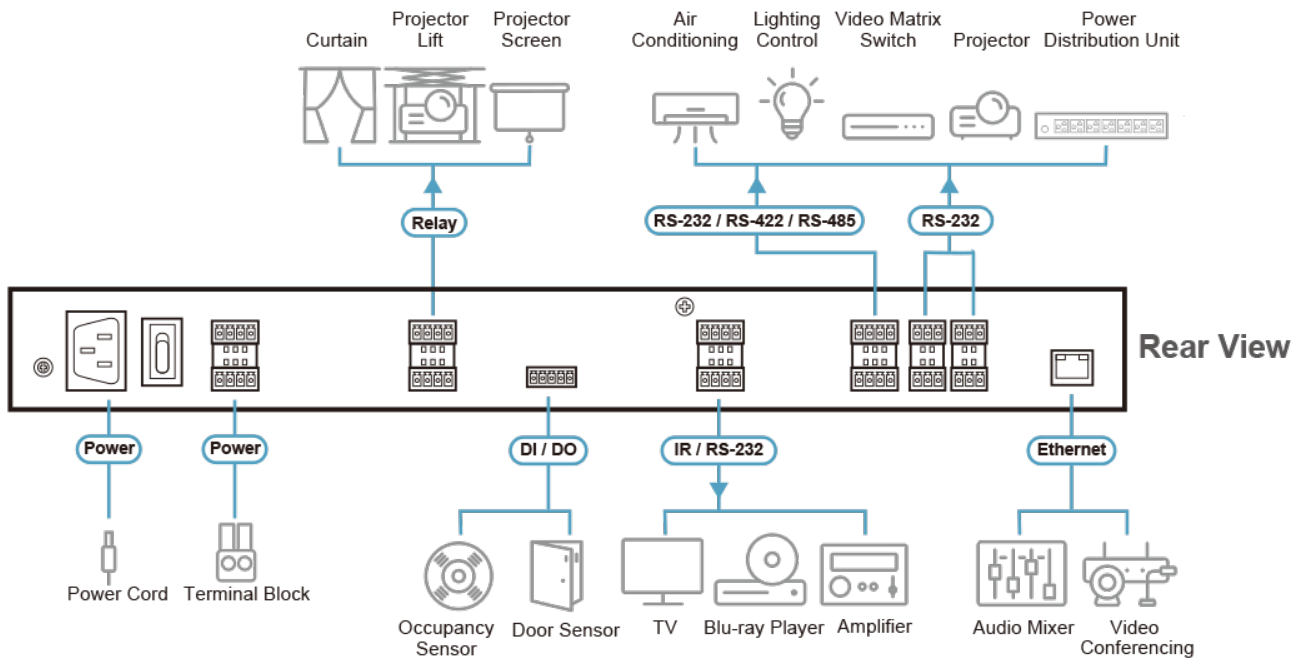 Curtain
Projector
Lift
Projector
Screen
Air
Conditioning
Lighting
Control
Video Matrix
Switch
Projector
Power
Distribution Unit
Relay
RS-232 / RS-422 / RS-485
RS-232
Rear View
Power
Power
DI / DO
IR / RS-232
Ethernet
Power Cord
Terminal Block
Occupancy
Sensor
Door Sensor
TV
Blu-ray Player
Amplifier
Audio Mixer
Video
Conferencing